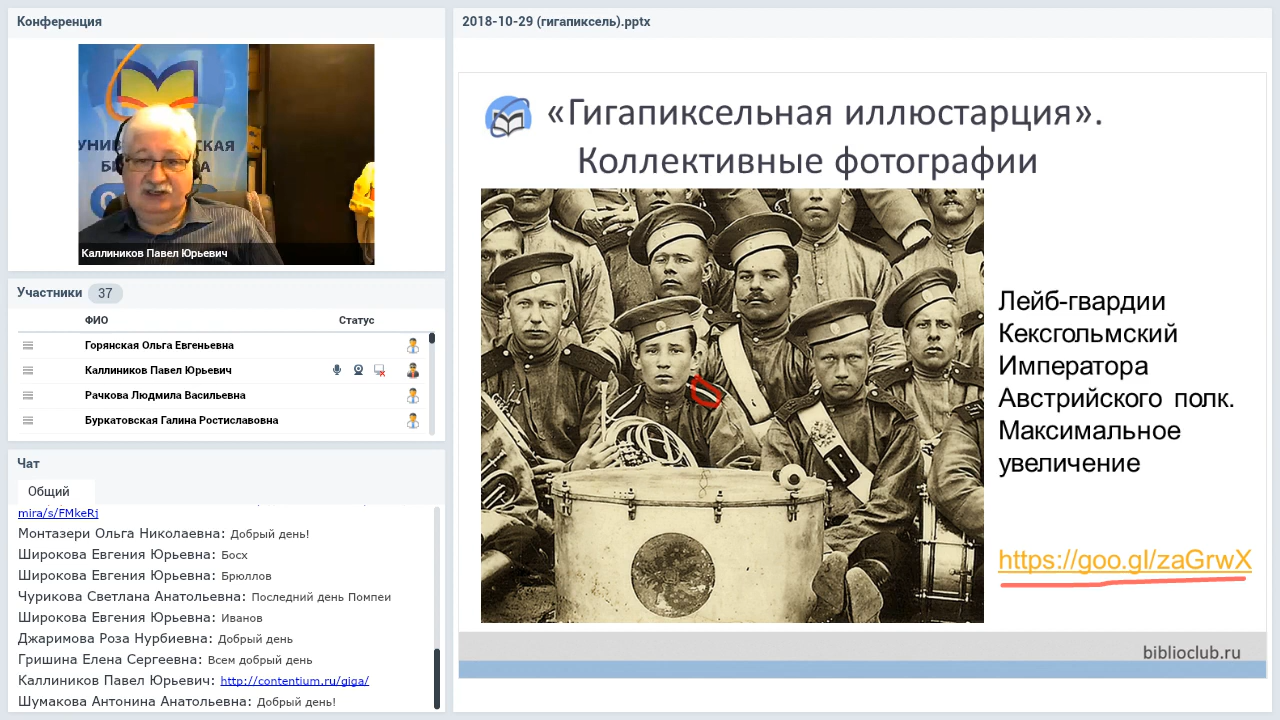 Конференция
УНИВ
СКАЯ
БИ
Каллиников Павел Юрьевич
Участники 37
ФИО Статус
Горянская Ольга Евгеньевна
Каллиников Павел Юрьевич
Рачкова Людмила Васильевна
Буркатовская Галина Ростиславовна
Чат
Общий
mira/s/FMkeRj
Монтазери Ольга Николаевна: Добрый день!
Широкова Евгения Юрьевна: Босх
Широкова Евгения Юрьевна: Брюллов
Чурикова Светлана Анатольевна: Последний день Помпеи
Широкова Евгения Юрьевна: Иванов
Джаримова Роза Нурбиевна: Добрый день
Гришина Елена Сергеевна: Всем добрый день
Каллиников Павел Юрьевич: http://contentium.ru/giga/
Шумакова Антонина Анатольевна: Добрый день!
2018-10-29 (гигапиксель).pptx
«Гигапиксельная иллюстарция».
Коллективные фотографии
Лейб-гвардии
Кексгольмский
Императора
Австрийского полк.
Максимальное
увеличение
https://goo.gl/zaGrwX
biblioclub.ru